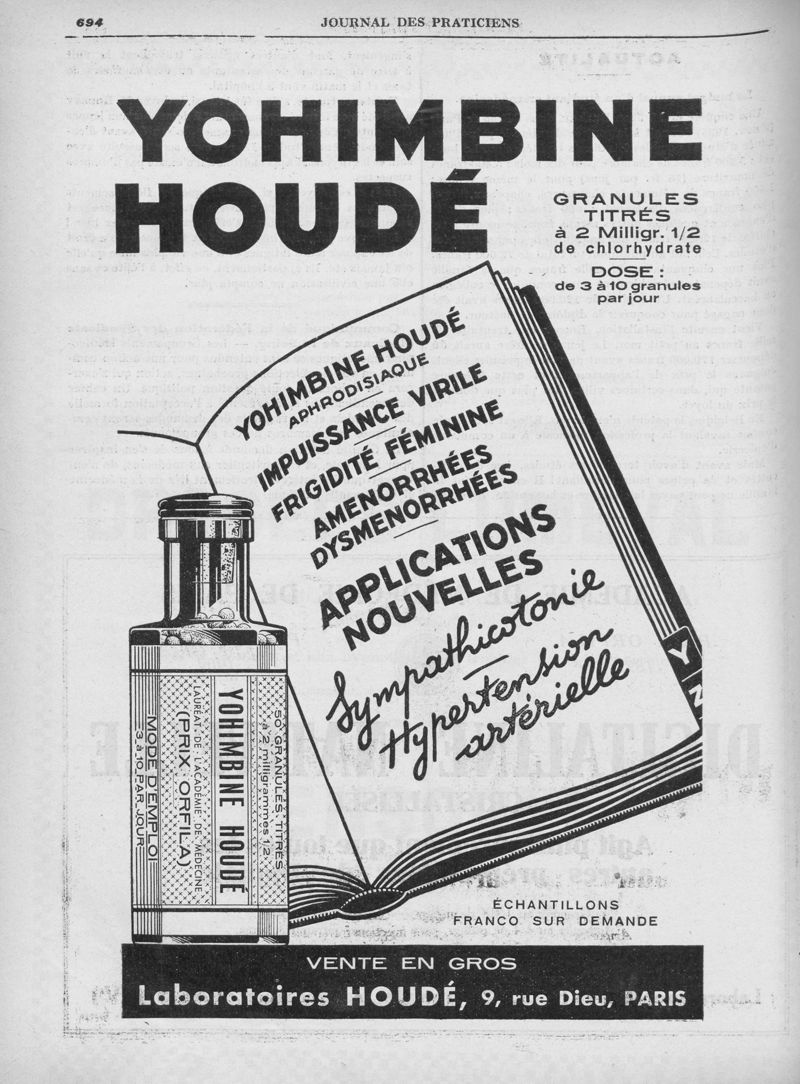 694
JOURNAL DES PRATICIENS
YOHIMBINE
HOUDÉ
GRANULES
TITRÉS
à 2 Milligr. 1/2
de chlorhydrate
DOSE :
de 3 à 10 granules
par jour
YOHIMBINE HOUDÉ
APHRODISIAQUE
IMPUISSANCE VIRILE
FRIGIDITÉ FÉMININE
AMENORRHÉES
DYSMENORRHÉES
APPLICATIONS
NOUVELLES
Sympathicotonie
Hypertension
artérielle
Y
N
50 GRANULES TITRÉS
à 2 milligrammes 1/2
YOHIMBINE HOUDÉ
LAURÉAT DE L'ACADÉMIE DE MÉDECINE
(PRIX ORFILA)
MODE D'EMPLOI
3 à 10 PAR JOUR
ÉCHANTILLONS
FRANCO SUR DEMANDE
VENTE EN GROS
Laboratoires HOUDÉ, 9, rue Dieu, PARIS